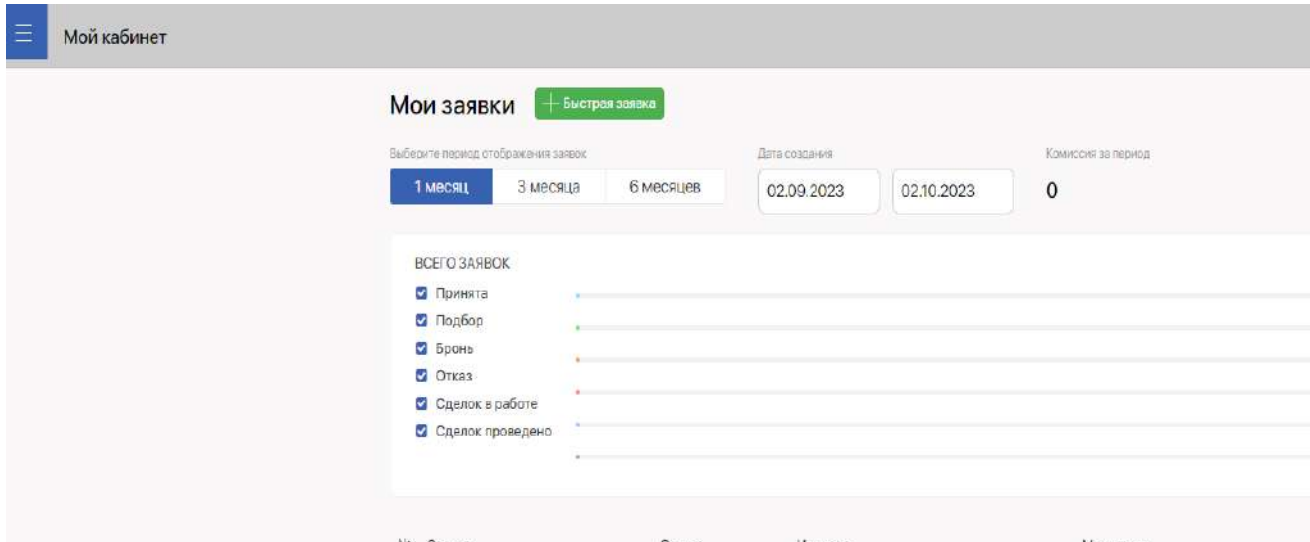 Мой кабинет
Мои заявки
Быстрая заявка
Выберите период отображения заявок
Дата создания
Комиссия за период
1 месяц
3 месяца
6 месяцев
02.09.2023
02.10.2023
0
ВСЕГО ЗАЯВОК
Принята
Подбор
Бронь
Отказ
Сделок в работе
Сделок проведено